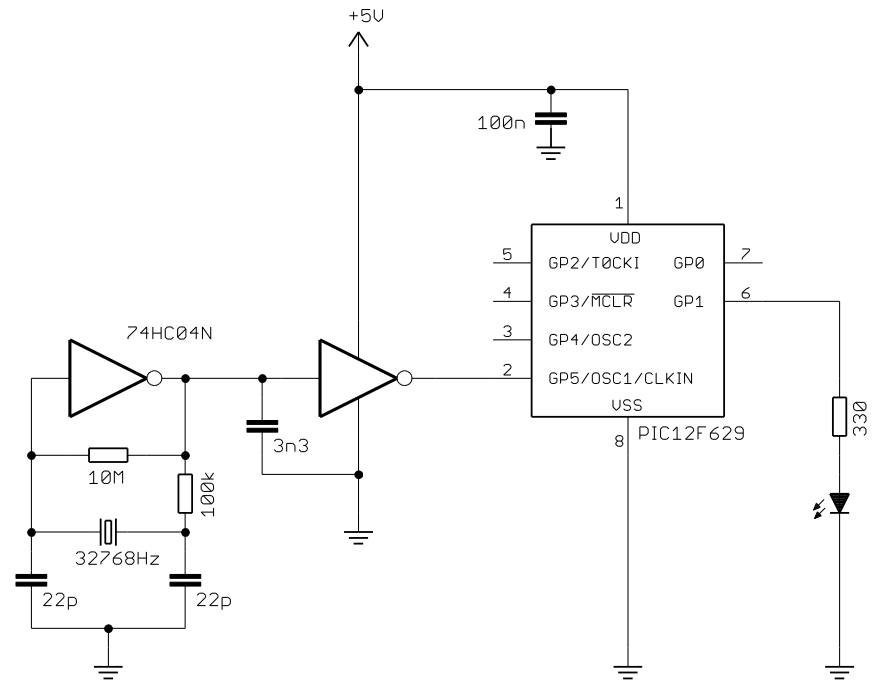 +5V
100n
1
VDD
5 GP2/T0CKI GP0 7
4 GP3/MCLR GP1 6
3 GP4/OSC2
2 GP5/OSC1/CLKIN
VSS
8
PIC12F629
74HC04N
3n3
10M
100k
32768Hz
22p
22p
330